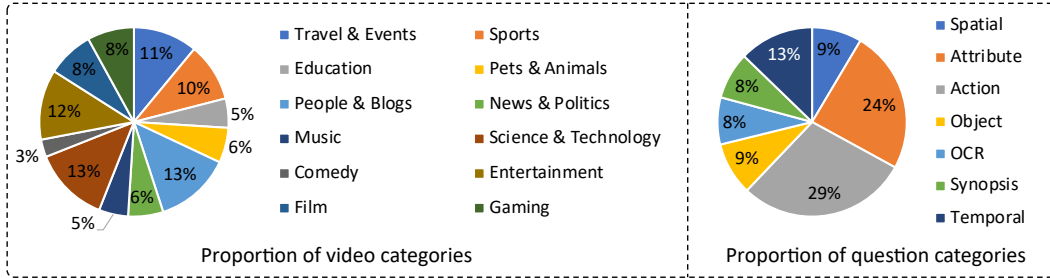 8%
11%
8%
10%
12%
5%
3%
6%
13%
13%
5%
6%
Travel & Events
Sports
Education
Pets & Animals
People & Blogs
News & Politics
Music
Science & Technology
Comedy
Entertainment
Film
Gaming
Proportion of video categories
13%
9%
8%
24%
8%
9%
29%
Spatial
Attribute
Action
Object
OCR
Synopsis
Temporal
Proportion of question categories